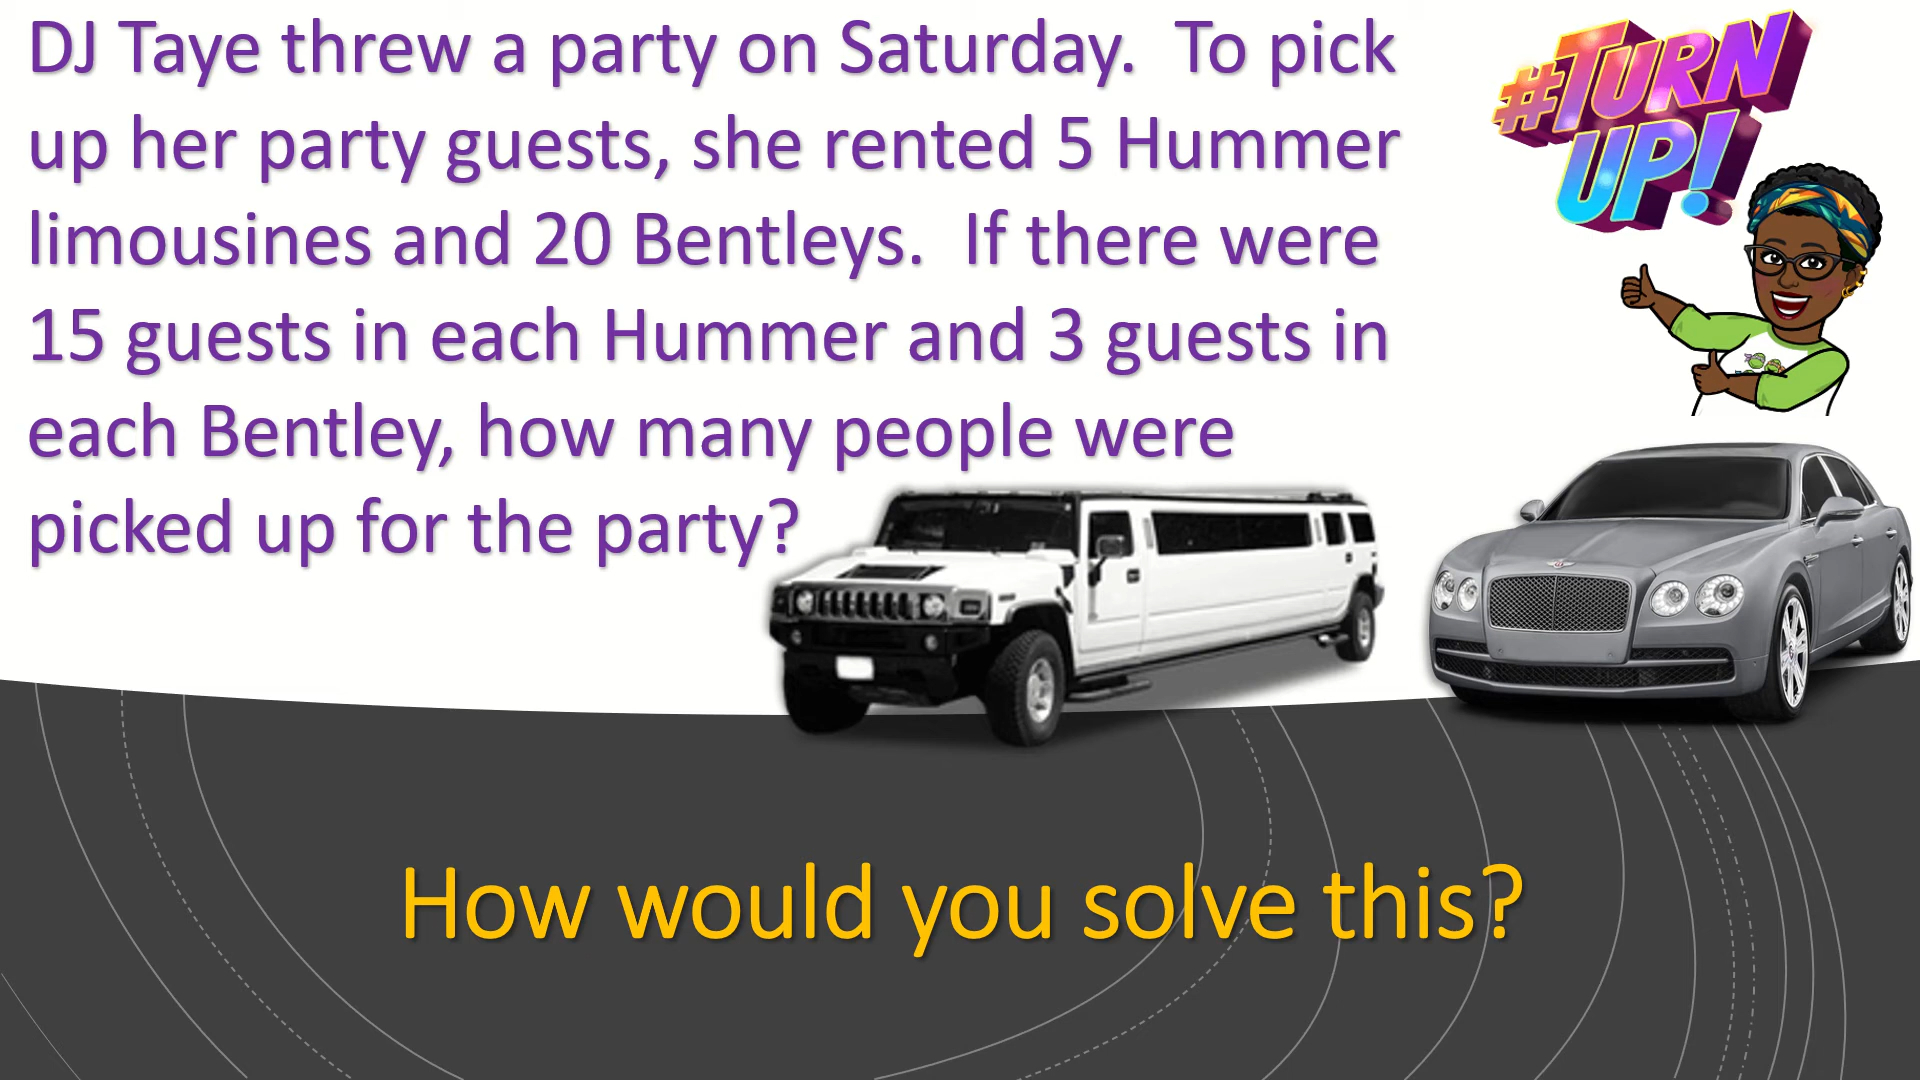 DJ Taye threw a party on Saturday.  To pick
up her party guests, she rented 5 Hummer
limousines and 20 Bentleys.  If there were
15 guests in each Hummer and 3 guests in
each Bentley, how many people were
picked up for the party?
#TURN
UP!
How would you solve this?